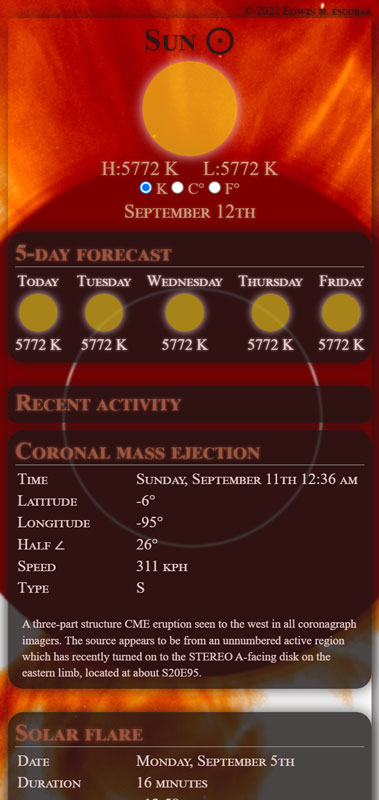 © 2022 Edwin M. escobar
Sun ☉
H:5772 K L:5772 K
K C° F°
September 12th
5-day forecast
Today Tuesday Wednesday Thursday Friday
5772 K 5772 K 5772 K 5772 K 5772 K
Recent activity
Coronal mass ejection
Time Sunday, September 11th 12:36 am
Latitude -6°
Longitude -95°
Half ∠ 26°
Speed 311 kph
Type S
A three-part structure CME eruption seen to the west in all coronagraph
imagers. The source appears to be from an unnumbered active region
which has recently turned on to the STEREO A-facing disk on the
eastern limb, located at about S20E95.
Solar flare
Date Monday, September 5th
Duration 16 minutes